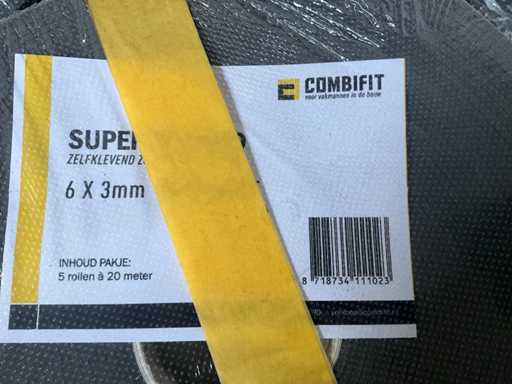 COMBIFIT
voor vakmannen in de bouw
SUPER
ZELFKLEVEND
6 X 3mm
INHOUD PAKJE:
5 rollen à 20 meter
8 718734 111023